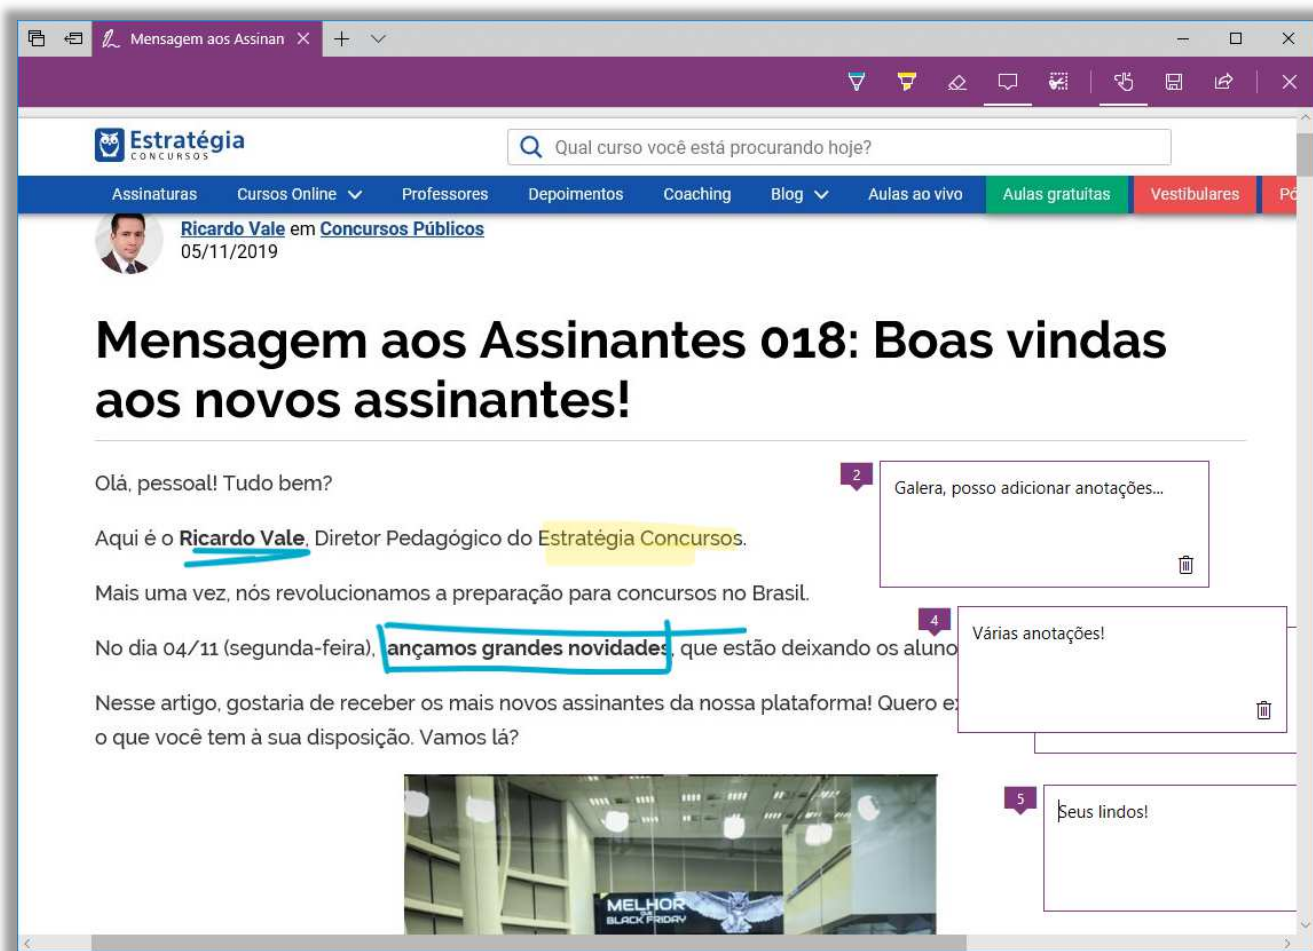 Mensagem aos Assinan
Estratégia
CONCURSOS
Qual curso você está procurando hoje?
Assinaturas Cursos Online Professores Depoimentos Coaching Blog Aulas ao vivo Aulas gratuitas Vestibulares
Ricardo Vale em Concursos Públicos
05/11/2019
Mensagem aos Assinantes 018: Boas vindas
aos novos assinantes!
Olá, pessoal! Tudo bem?
2
Galera, posso adicionar anotações...
Aqui é o Ricardo Vale, Diretor Pedagógico do Estratégia Concursos.
Mais uma vez, nós revolucionamos a preparação para concursos no Brasil.
4
Várias anotações!
No dia 04/11 (segunda-feira), ançamos grandes novidades, que estão deixando os aluno
Nesse artigo, gostaria de receber os mais novos assinantes da nossa plataforma! Quero e
o que você tem à sua disposição. Vamos lá?
5
Seus lindos!
MELHOR
QUE
BLACK FRIDAY